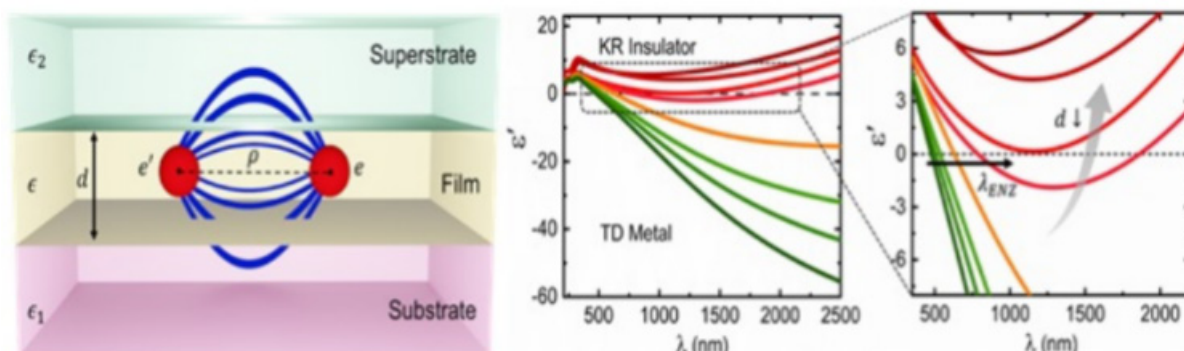 ϵ₂
Superstrate
ϵ
d
e′
ρ
e
Film
ϵ₁
Substrate
ε′
20
0
-20
-40
-60
KR Insulator
TD Metal
500
1000
1500
2000
2500
λ (nm)
ε′
6
3
0
-3
-6
d ↓
λ_ENZ
500
1000
1500
2000
λ (nm)